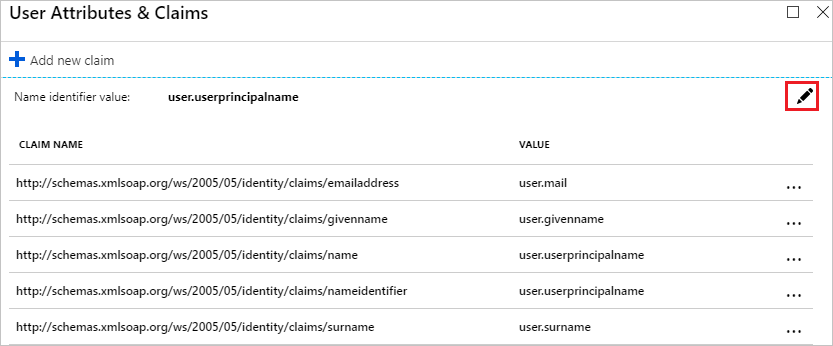 User Attributes & Claims
Add new claim
Name identifier value: user.userprincipalname
CLAIM NAME VALUE
http://schemas.xmlsoap.org/ws/2005/05/identity/claims/emailaddress user.mail ...
http://schemas.xmlsoap.org/ws/2005/05/identity/claims/givenname user.givenname ...
http://schemas.xmlsoap.org/ws/2005/05/identity/claims/name user.userprincipalname ...
http://schemas.xmlsoap.org/ws/2005/05/identity/claims/nameidentifier user.userprincipalname ...
http://schemas.xmlsoap.org/ws/2005/05/identity/claims/surname user.surname ...